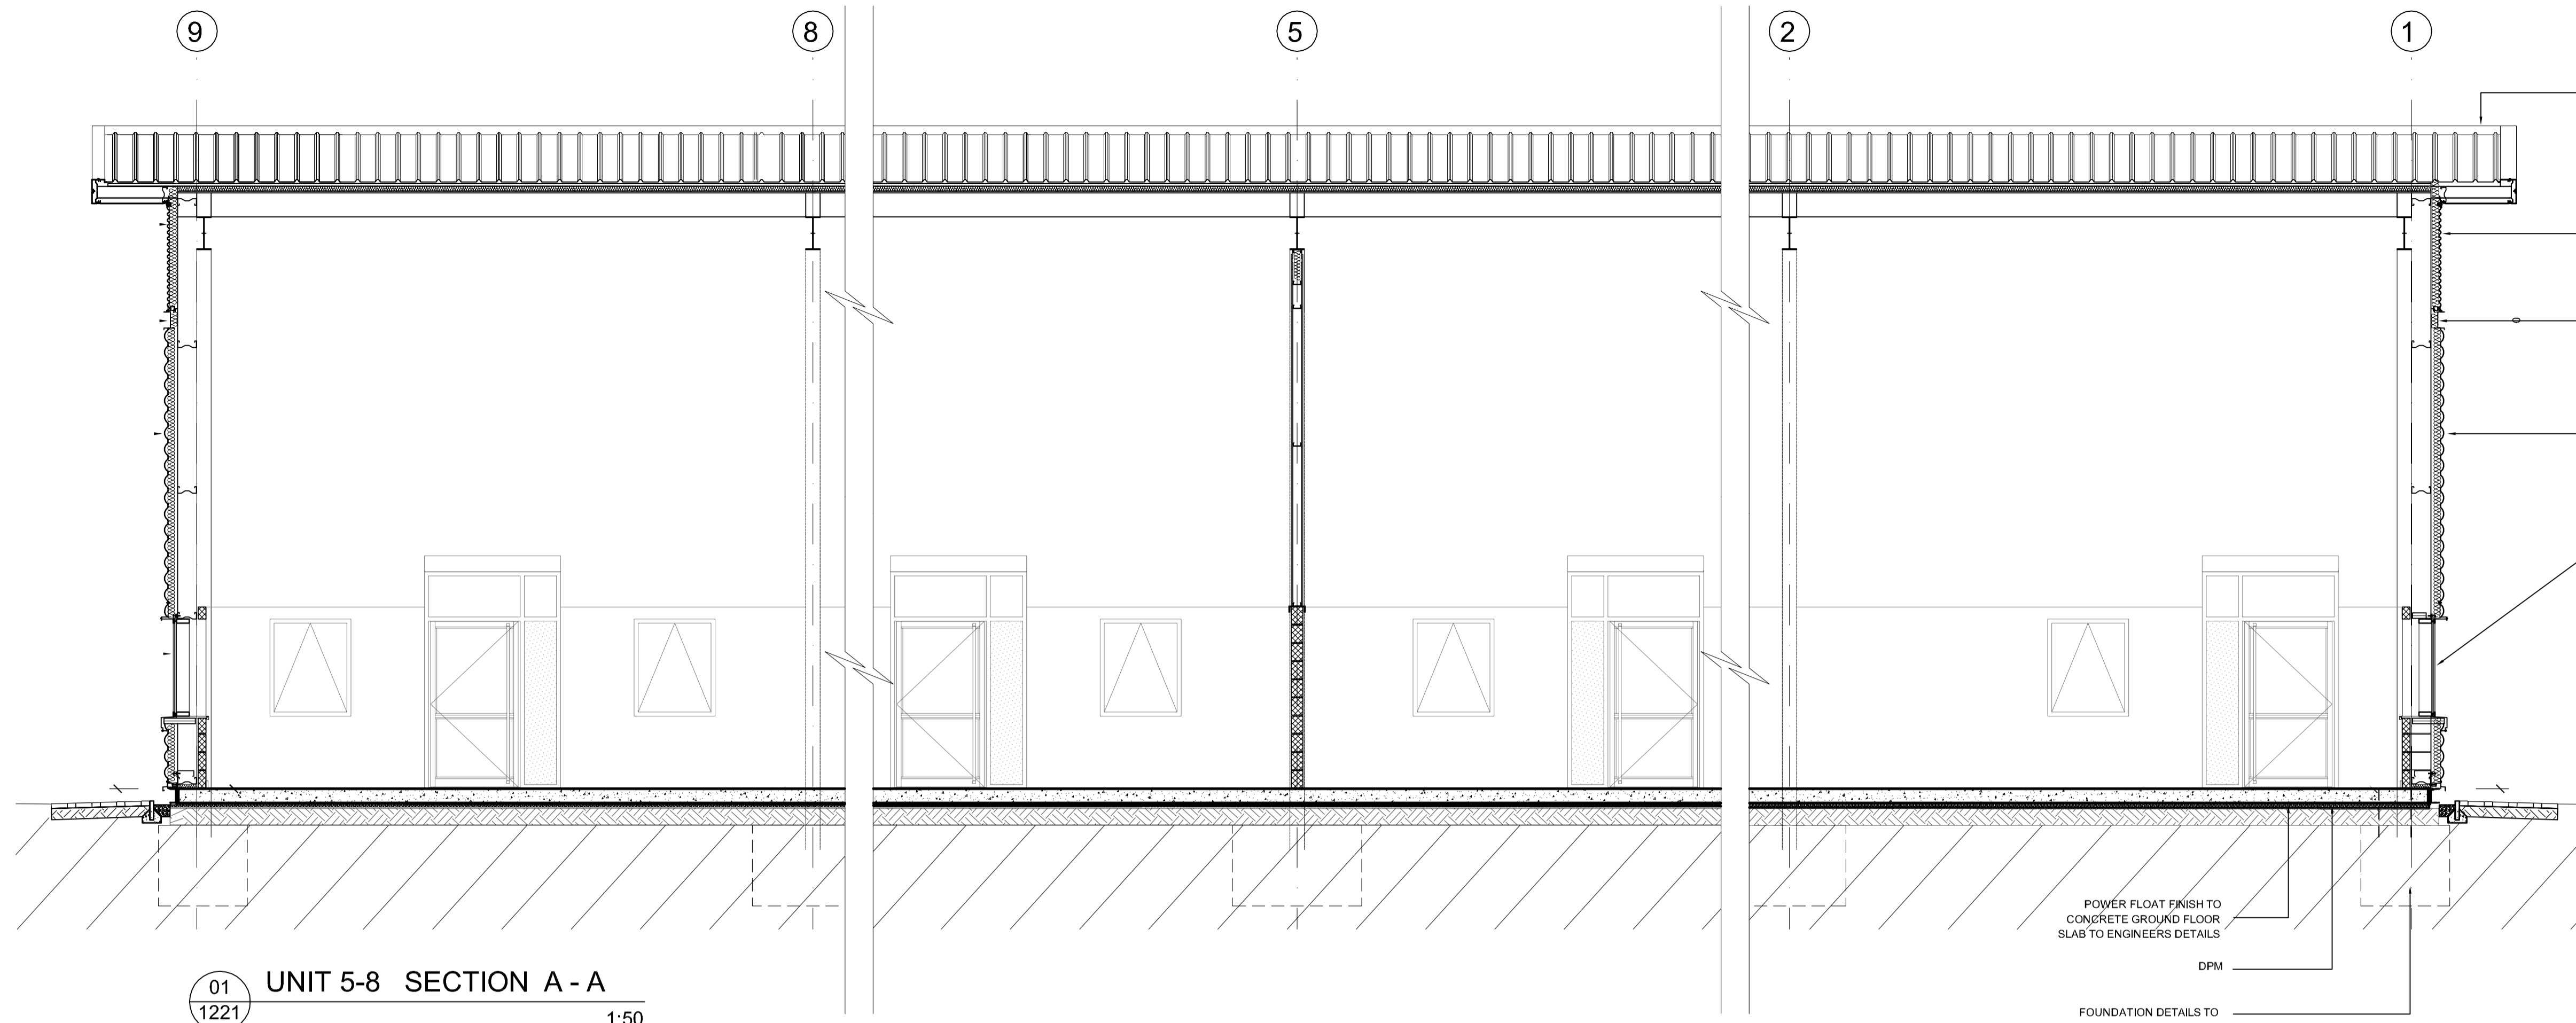 9
8
5
2
1
0
POWER FLOAT FINISH TO
CONCRETE GROUND FLOOR
SLAB TO ENGINEERS DETAILS
DPM
FOUNDATION DETAILS TO
01
1221
UNIT 5-8 SECTION A - A
1:50